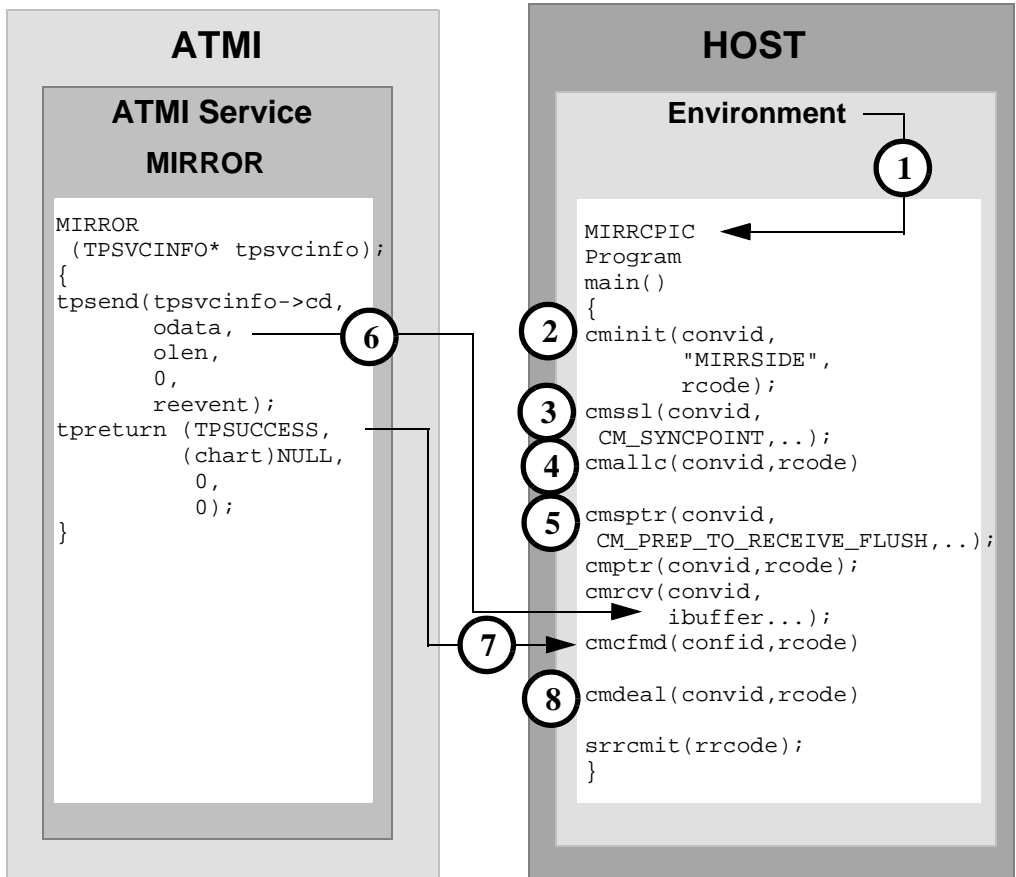 ATMI
ATMI Service
MIRROR
MIRROR
(TPSVCINFO* tpsvcinfo);
{
tpsend(tpsvcinfo->cd,
odata,
olen,
0,
reevent);
tpreturn (TPSUCCESS,
(chart)NULL,
0,
0);
}
6
7
HOST
Environment
1
MIRRCPIC
Program
main()
{
2
cminit(convid,
"MIRRSIDE",
rcode);
3
cmssl(convid,
CM_SYNCPOINT,..);
4
cmallc(convid,rcode)
5
cmsptr(convid,
CM_PREP_TO_RECEIVE_FLUSH,..);
cmptr(convid,rcode);
cmrcv(convid,
ibuffer...);
cmcfmd(confid,rcode)
8
cmdeal(convid,rcode)
srrcmit(rrcode);
}